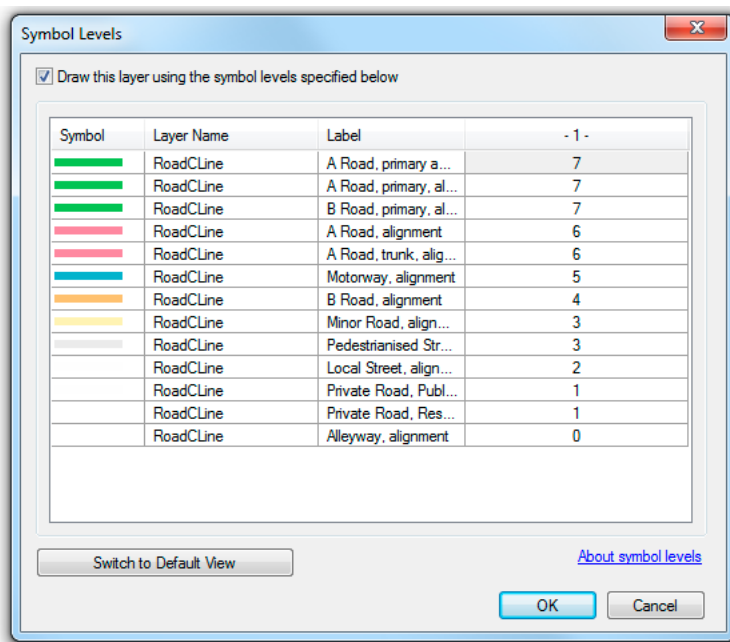 Symbol Levels
Draw this layer using the symbol levels specified below
Symbol Layer Name Label - 1 -
RoadCLine A Road, primary a... 7
RoadCLine A Road, primary, al... 7
RoadCLine B Road, primary, al... 7
RoadCLine A Road, alignment 6
RoadCLine A Road, trunk, alig... 6
RoadCLine Motorway, alignment 5
RoadCLine B Road, alignment 4
RoadCLine Minor Road, align... 3
RoadCLine Pedestrianised Str... 3
RoadCLine Local Street, align... 2
RoadCLine Private Road, Publ... 1
RoadCLine Private Road, Res... 1
RoadCLine Alleyway, alignment 0
Switch to Default View About symbol levels
OK Cancel